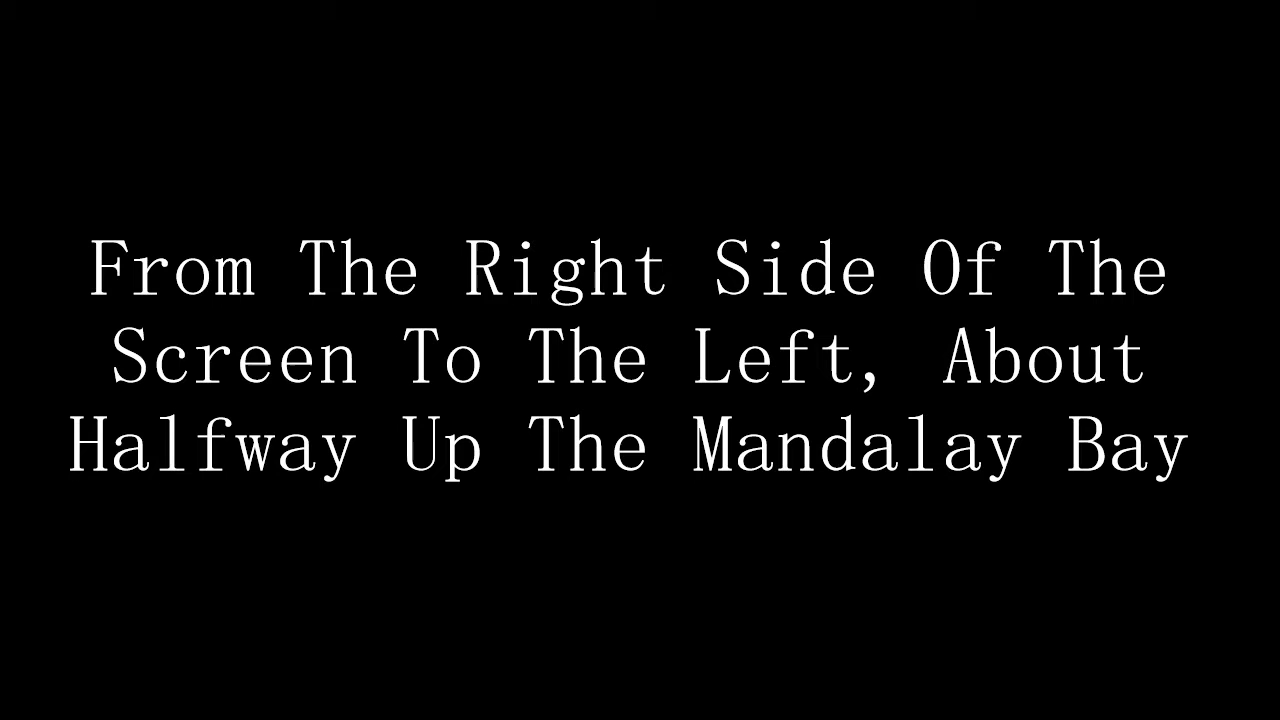 From The Right Side Of The
Screen To The Left, About
Halfway Up The Mandalay Bay